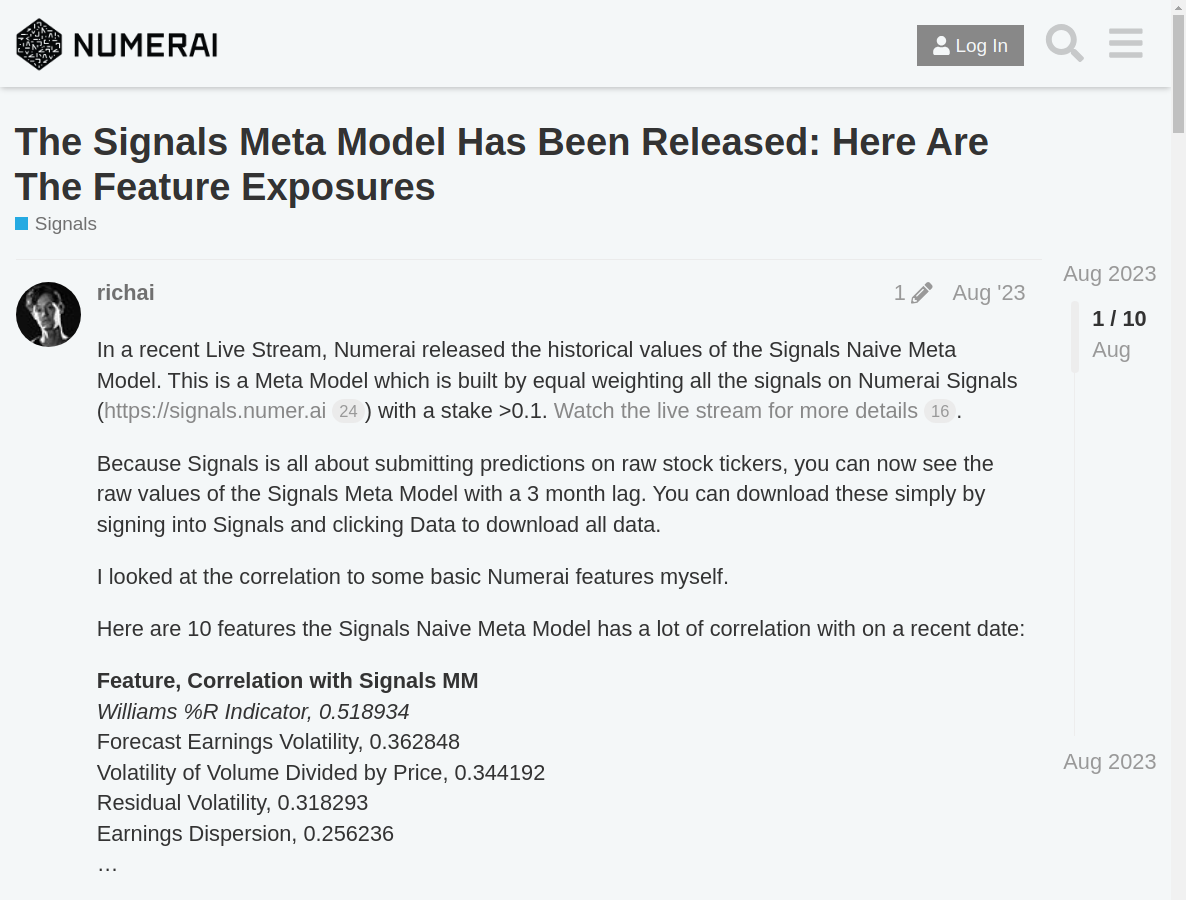 NUMERAI
Log In
The Signals Meta Model Has Been Released: Here Are
The Feature Exposures
Signals
richai
1
Aug '23
Aug 2023
1 / 10
Aug
In a recent Live Stream, Numerai released the historical values of the Signals Naive Meta
Model. This is a Meta Model which is built by equal weighting all the signals on Numerai Signals
(https://signals.numer.ai 24) with a stake >0.1. Watch the live stream for more details 16.
Because Signals is all about submitting predictions on raw stock tickers, you can now see the
raw values of the Signals Meta Model with a 3 month lag. You can download these simply by
signing into Signals and clicking Data to download all data.
I looked at the correlation to some basic Numerai features myself.
Here are 10 features the Signals Naive Meta Model has a lot of correlation with on a recent date:
Feature, Correlation with Signals MM
Williams %R Indicator, 0.518934
Forecast Earnings Volatility, 0.362848
Volatility of Volume Divided by Price, 0.344192
Residual Volatility, 0.318293
Earnings Dispersion, 0.256236
…
Aug 2023